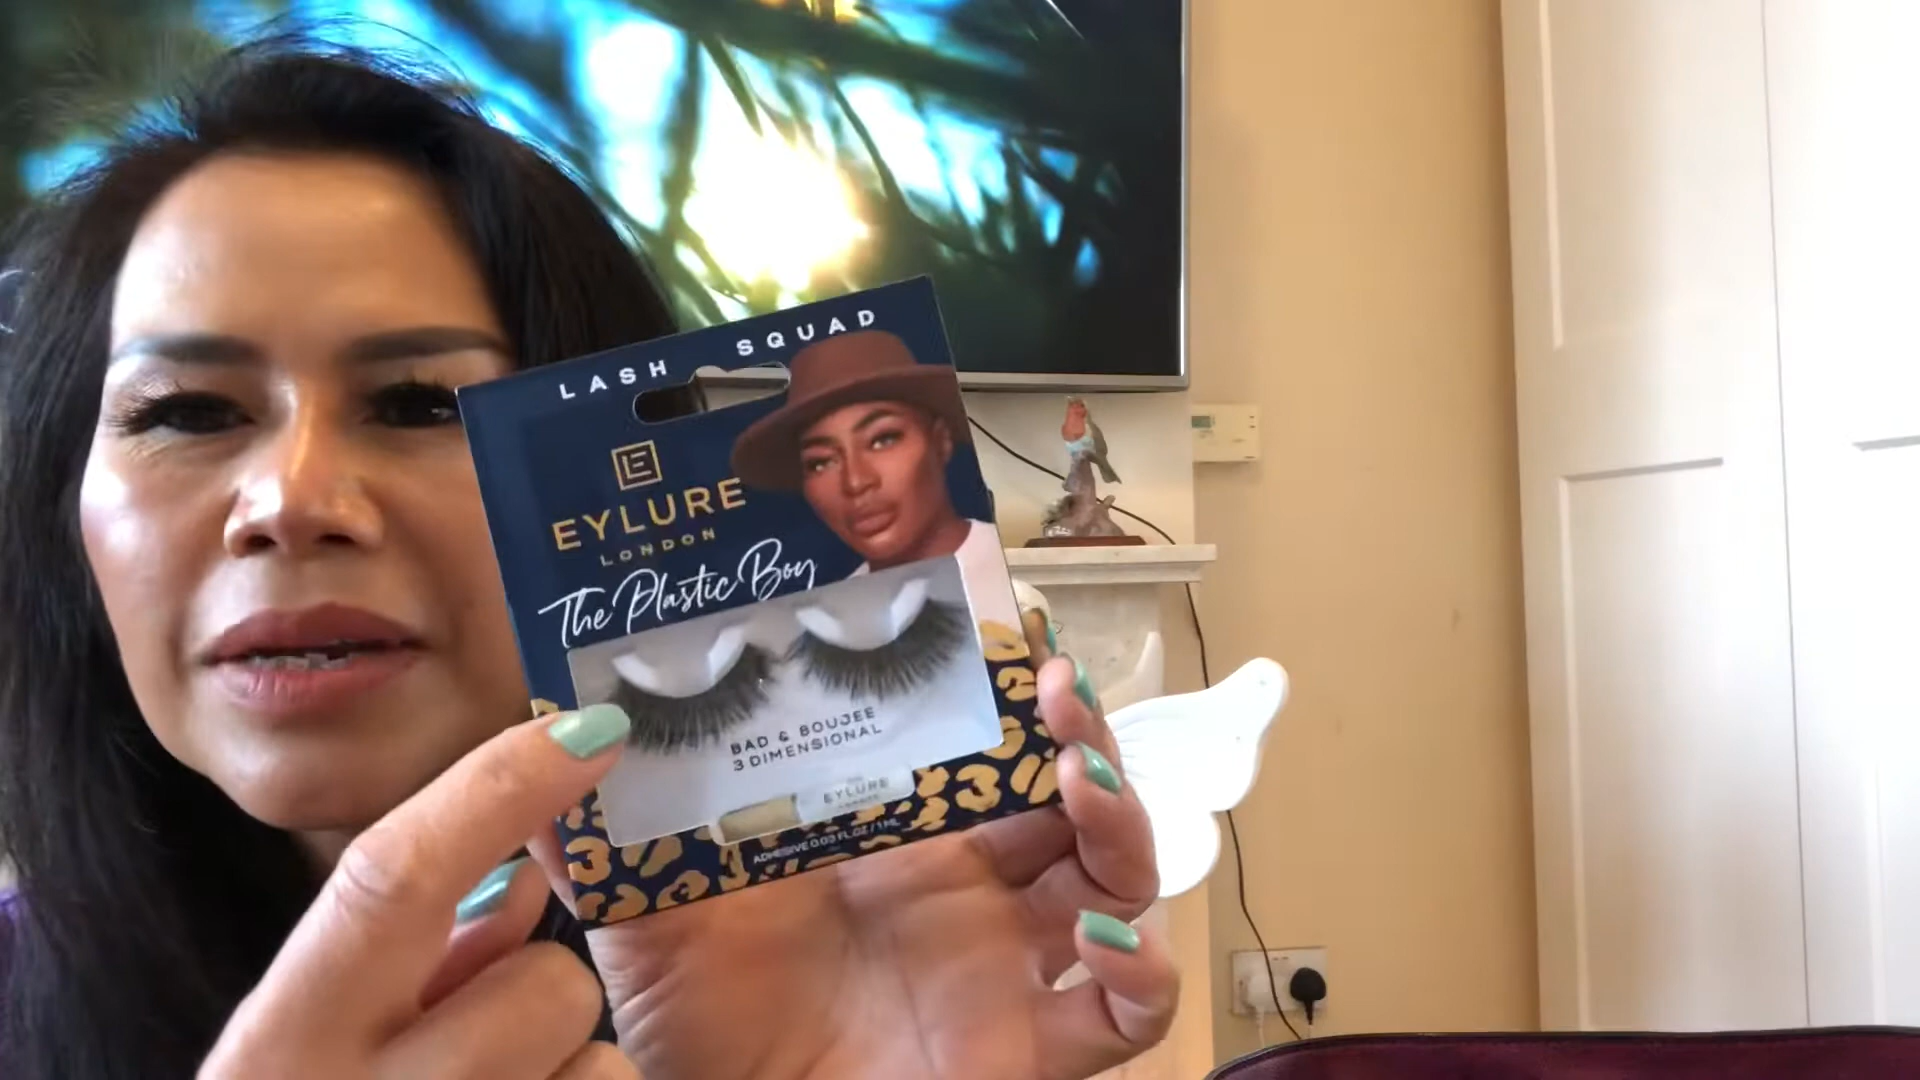 LASH SQUAD
EYLURE
LONDON
The Plastic Boy
BAD & BOUJEE
3 DIMENSIONAL
EYLURE
ADHESIVE 0.03 FL.OZ / 1 ML